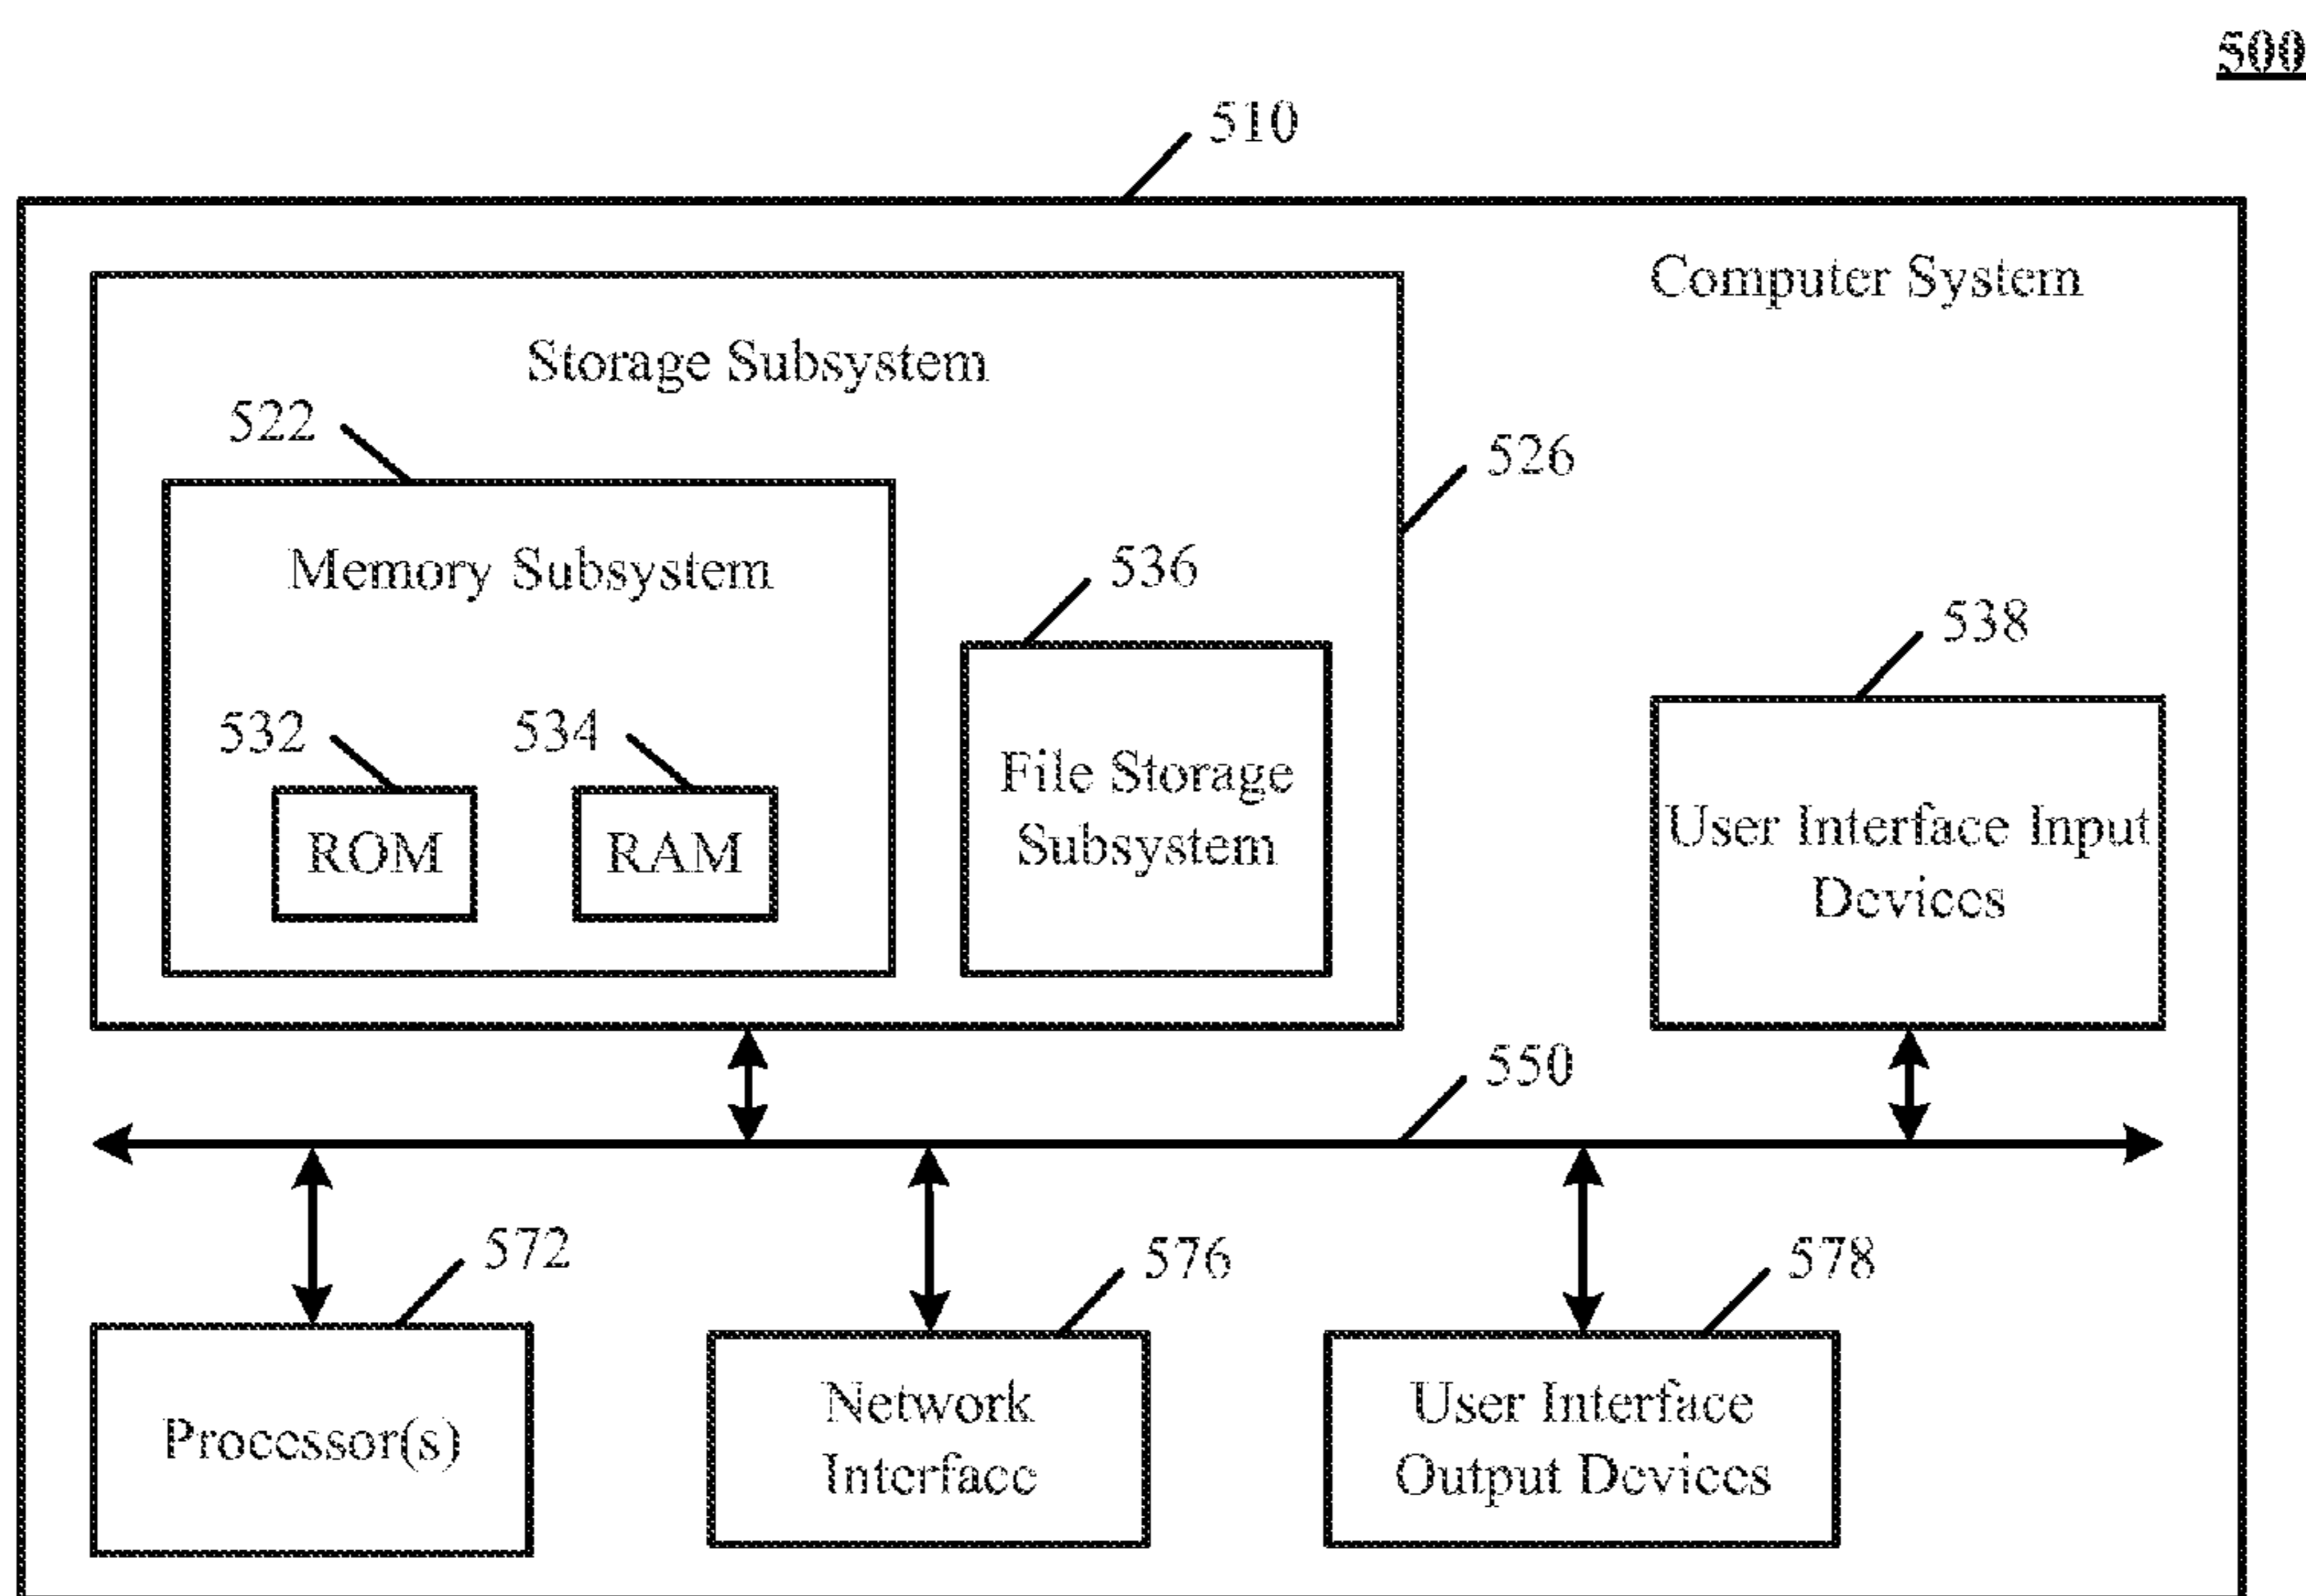 500
510
Computer System
Storage Subsystem
522
526
Memory Subsystem
536
538
532
534
File Storage
Subsystem
ROM
RAM
User Interface Input
Devices
550
572
576
578
Processor(s)
Network
Interface
User Interface
Output Devices